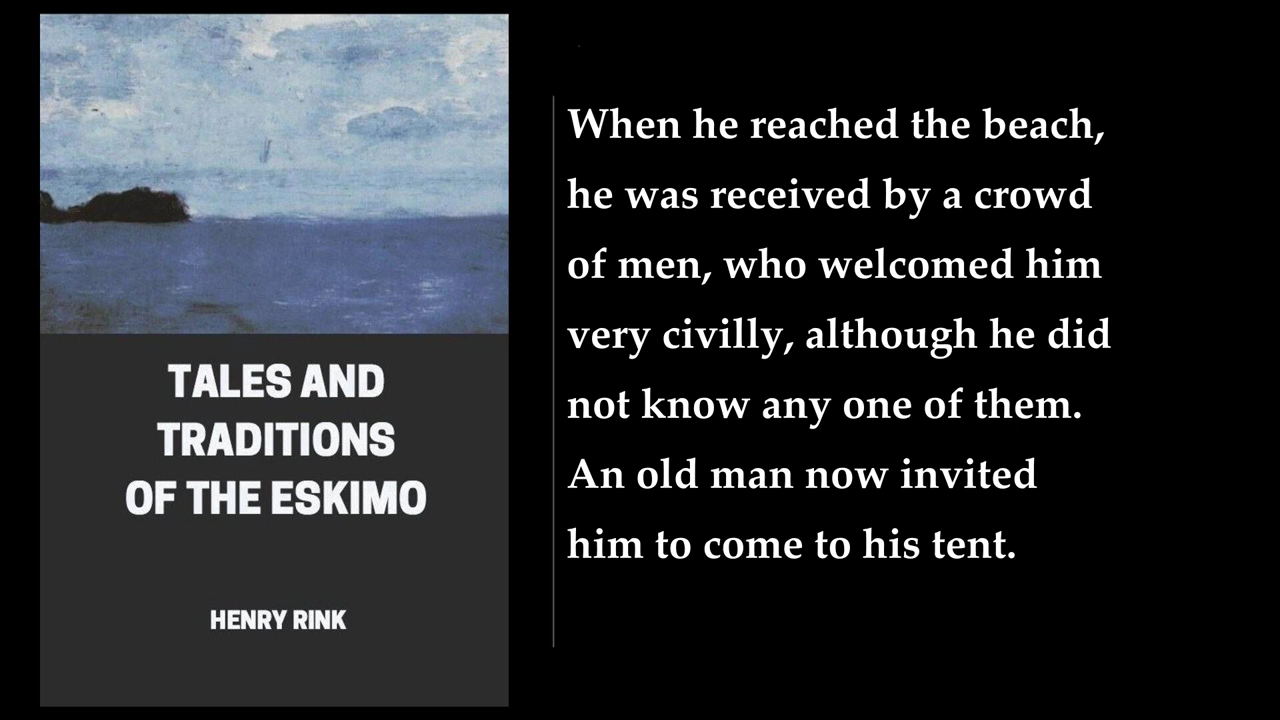 TALES AND
TRADITIONS
OF THE ESKIMO
HENRY RINK
When he reached the beach,
he was received by a crowd
of men, who welcomed him
very civilly, although he did
not know any one of them.
An old man now invited
him to come to his tent.